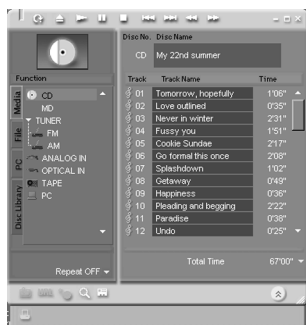 Disc No. Disc Name
CD My 22nd summer
Function
Media
File
PC
Disc Library
CD
MD
TUNER
FM
AM
ANALOG IN
OPTICAL IN
TAPE
PC
Repeat OFF
Track Track Name Time
01 Tomorrow, hopefully 1'06"
02 Love outlined 0'35"
03 Never in winter 2'31"
04 Fussy you 1'51"
05 Cookie Sundae 2'17"
06 Go formal this once 2'08"
07 Splashdown 1'02"
08 Getaway 0'49"
09 Happiness 0'36"
10 Pleading and begging 2'22"
11 Paradise 0'38"
12 Undo 0'25"
Total Time 67'00"